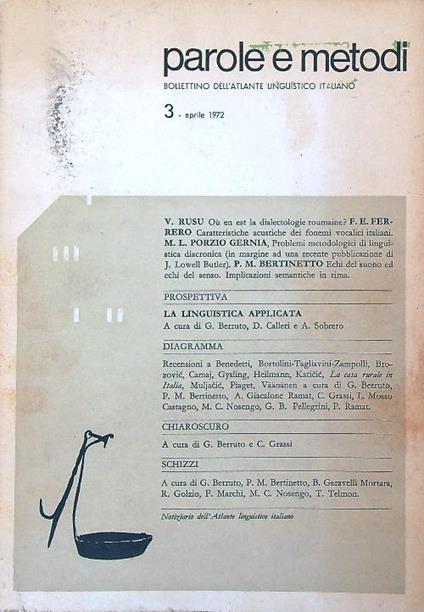 parole e metodi
BOLLETTINO DELL'ATLANTE LINGUISTICO ITALIANO
3 - aprile 1972
V. RUSU Où en est la dialectologie roumaine? F. E. FER-
RERO Caratteristiche acustiche dei fonemi vocalici italiani.
M. L. PORZIO GERNIA, Problemi metodologici di lingui-
stica diacronica (in margine ad una recente pubblicazione di
J. Lowell Butler). P. M. BERTINETTO Echi del suono ed
echi del senso. Implicazioni semantiche in rima.
PROSPETTIVA
LA LINGUISTICA APPLICATA
A cura di G. Berruto, D. Calleri e A. Sobrero
DIAGRAMMA
Recensioni a Benedetti, Bortolini-Tagliavini-Zampolli, Bro-
zović, Camaj, Gysling, Heilmann, Katičić, La casa rurale in
Italia, Muljačić, Piaget, Väänänen a cura di G. Berruto,
P. M. Bertinetto, A. Giacalone Ramat, C. Grassi, L. Mosso
Castagno, M. C. Nosengo, G. B. Pellegrini, P. Ramat.
CHIAROSCURO
A cura di G. Berruto e C. Grassi
SCHIZZI
A cura di G. Berruto, P. M. Bertinetto, B. Garavelli Mortara,
R. Golzio, F. Marchi, M. C. Nosengo, T. Telmon.
Notiziario dell'Atlante linguistico italiano